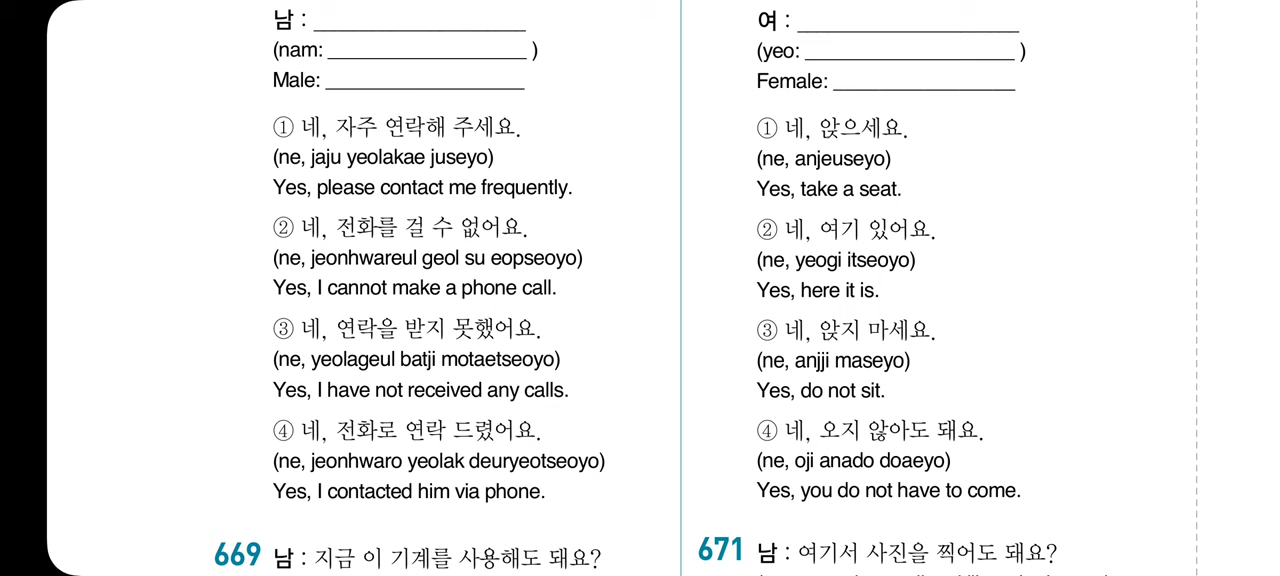 남 : ____________________
(nam: ____________________ )
Male: ____________________
① 네, 자주 연락해 주세요.
(ne, jaju yeolakae juseyo)
Yes, please contact me frequently.
② 네, 전화를 걸 수 없어요.
(ne, jeonhwareul geol su eopseoyo)
Yes, I cannot make a phone call.
③ 네, 연락을 받지 못했어요.
(ne, yeolageul batji motaetseoyo)
Yes, I have not received any calls.
④ 네, 전화로 연락 드렸어요.
(ne, jeonhwaro yeolak deuryeotseoyo)
Yes, I contacted him via phone.
669 남 : 지금 이 기계를 사용해도 돼요?
여 : ____________________
(yeo: ____________________ )
Female: ____________________
① 네, 앉으세요.
(ne, anjeuseyo)
Yes, take a seat.
② 네, 여기 있어요.
(ne, yeogi itseoyo)
Yes, here it is.
③ 네, 앉지 마세요.
(ne, anjji maseyo)
Yes, do not sit.
④ 네, 오지 않아도 돼요.
(ne, oji anado doaeyo)
Yes, you do not have to come.
671 남 : 여기서 사진을 찍어도 돼요?